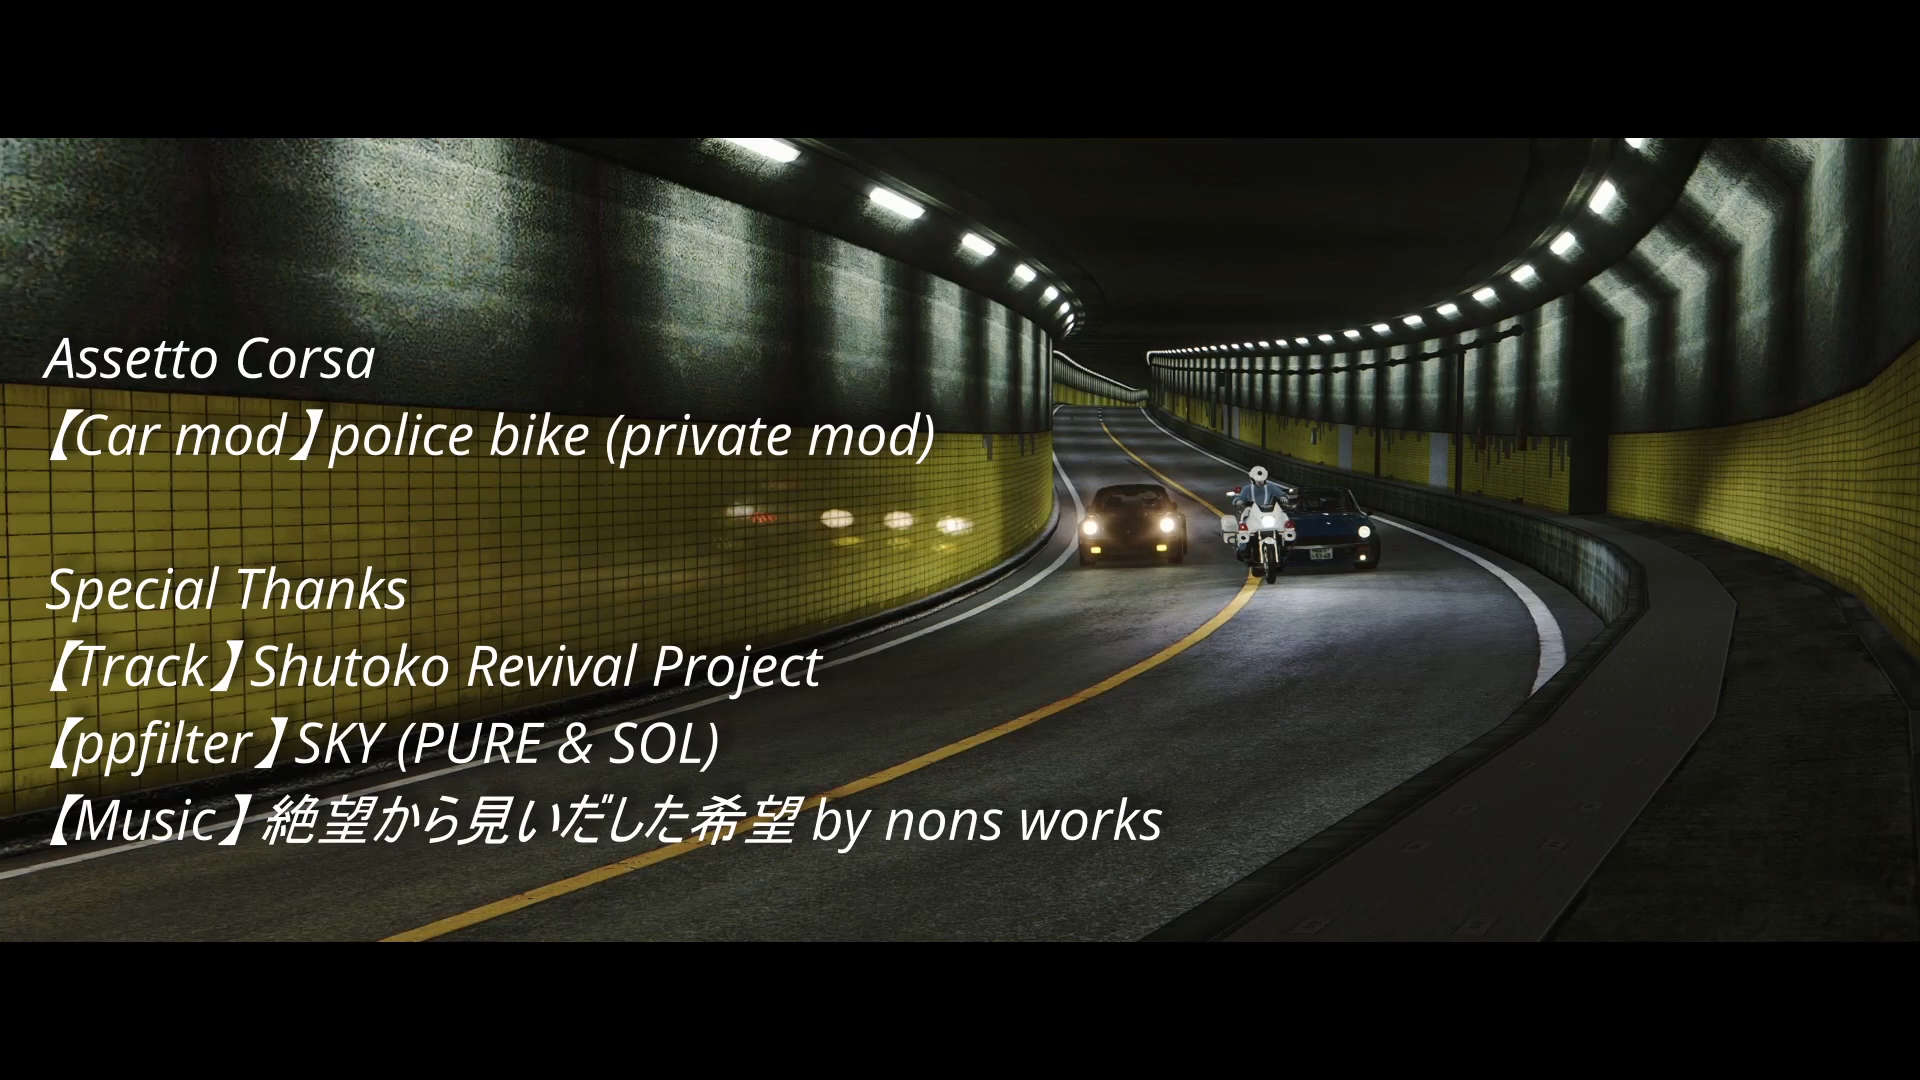 Assetto Corsa
【Car mod】police bike (private mod)
Special Thanks
【Track】Shutoko Revival Project
【ppfilter】SKY (PURE & SOL)
【Music】絶望から見いだした希望 by nons works